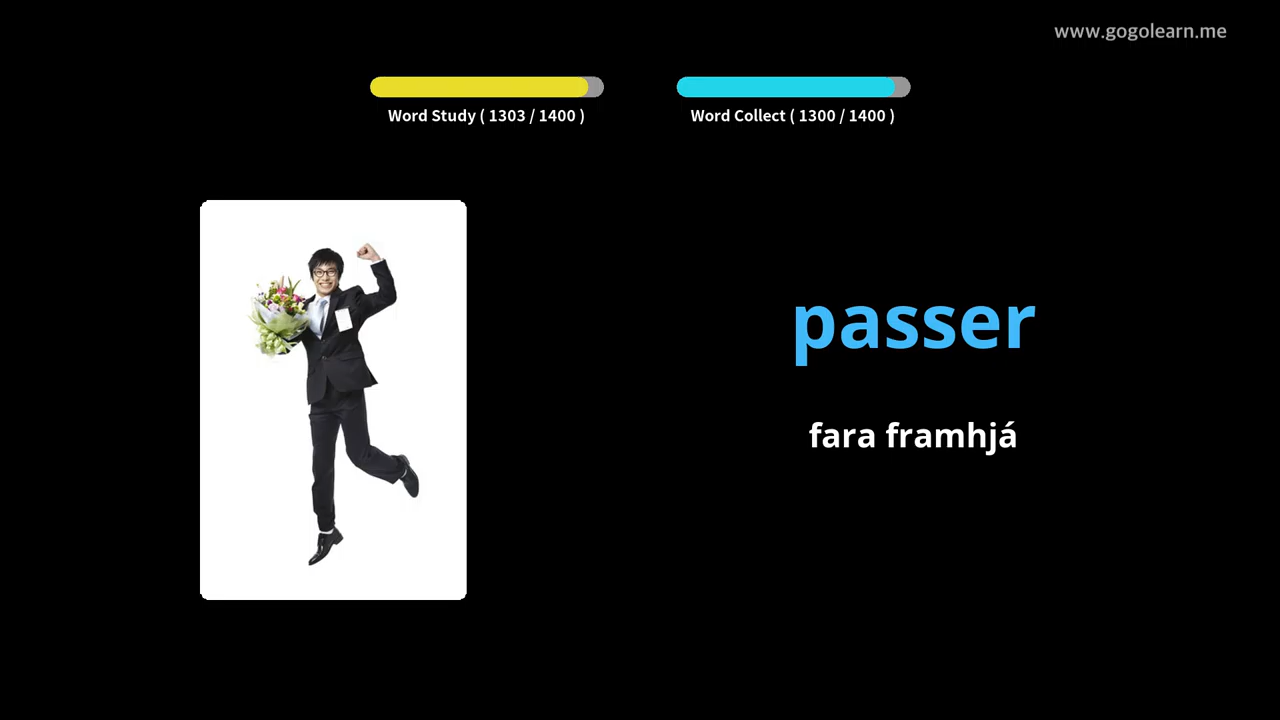 www.gogolearn.me
Word Study ( 1303 / 1400 )
Word Collect ( 1300 / 1400 )
passer
fara framhjá